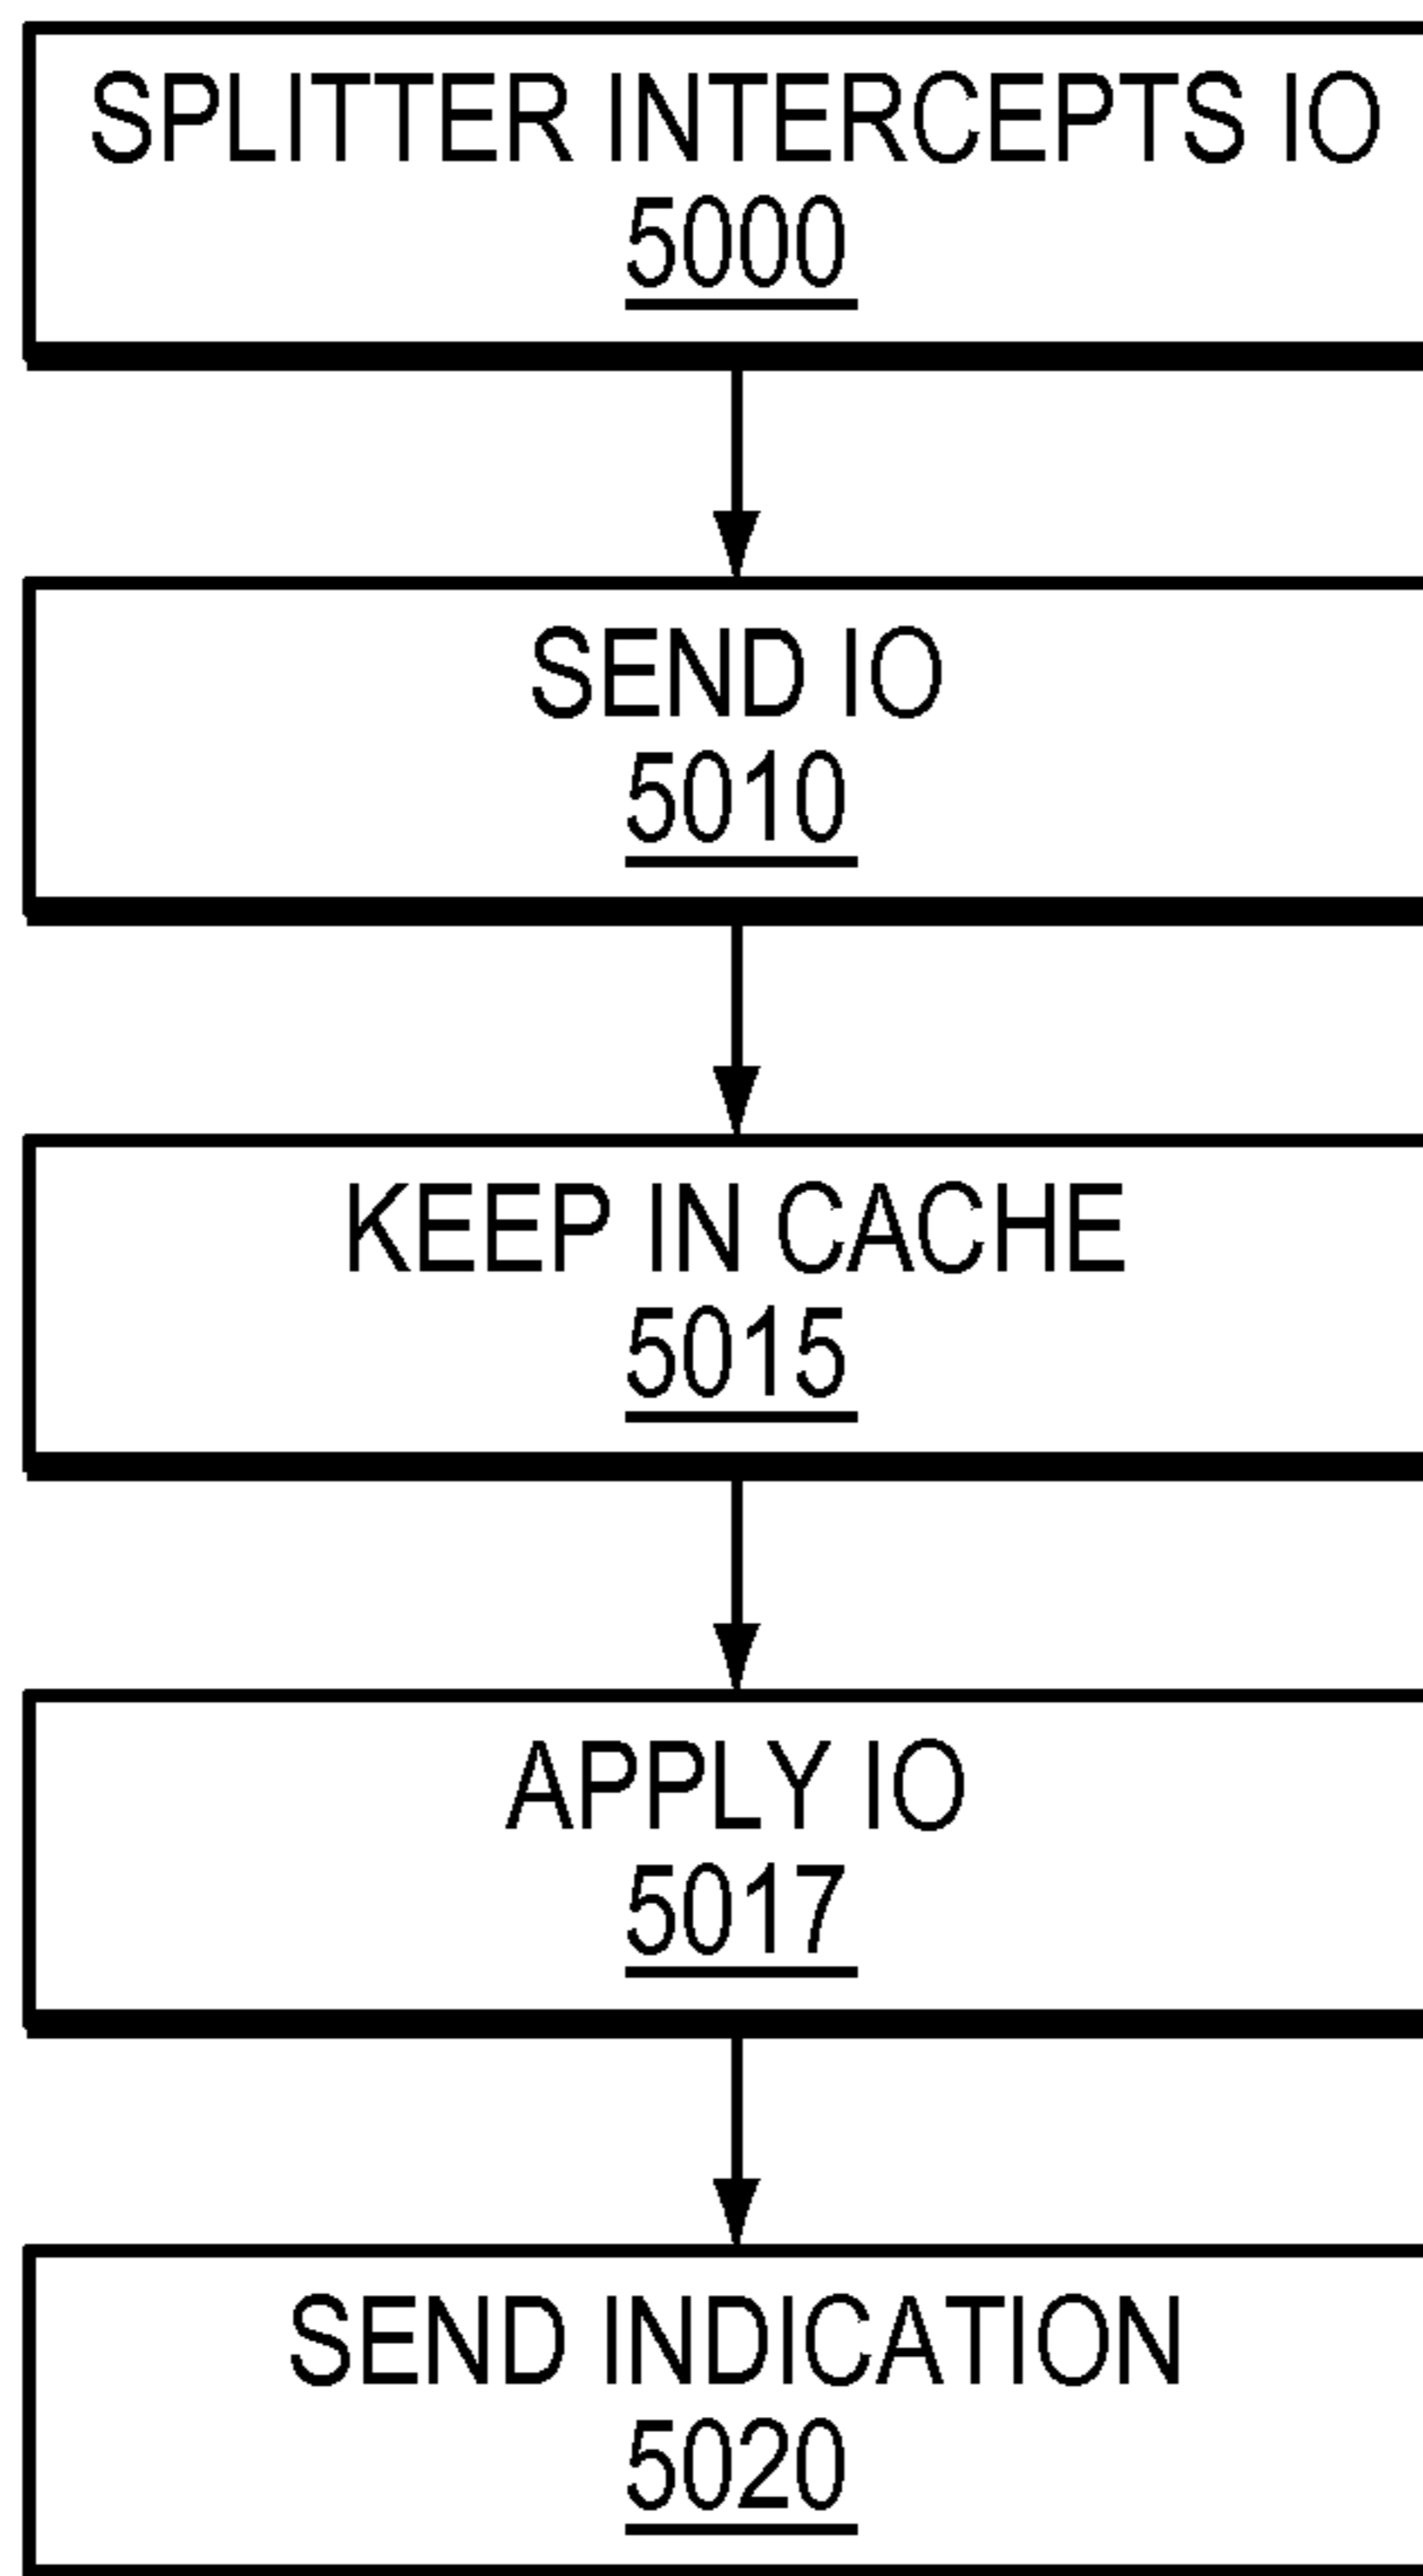 SPLITTER INTERCEPTS IO
5000
SEND IO
5010
KEEP IN CACHE
5015
APPLY IO
5017
SEND INDICATION
5020